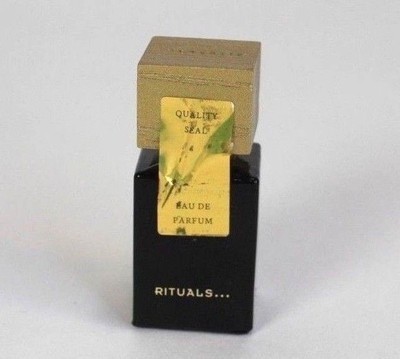 QUALITY
SEAL
EAU DE
PARFUM
RITUALS...